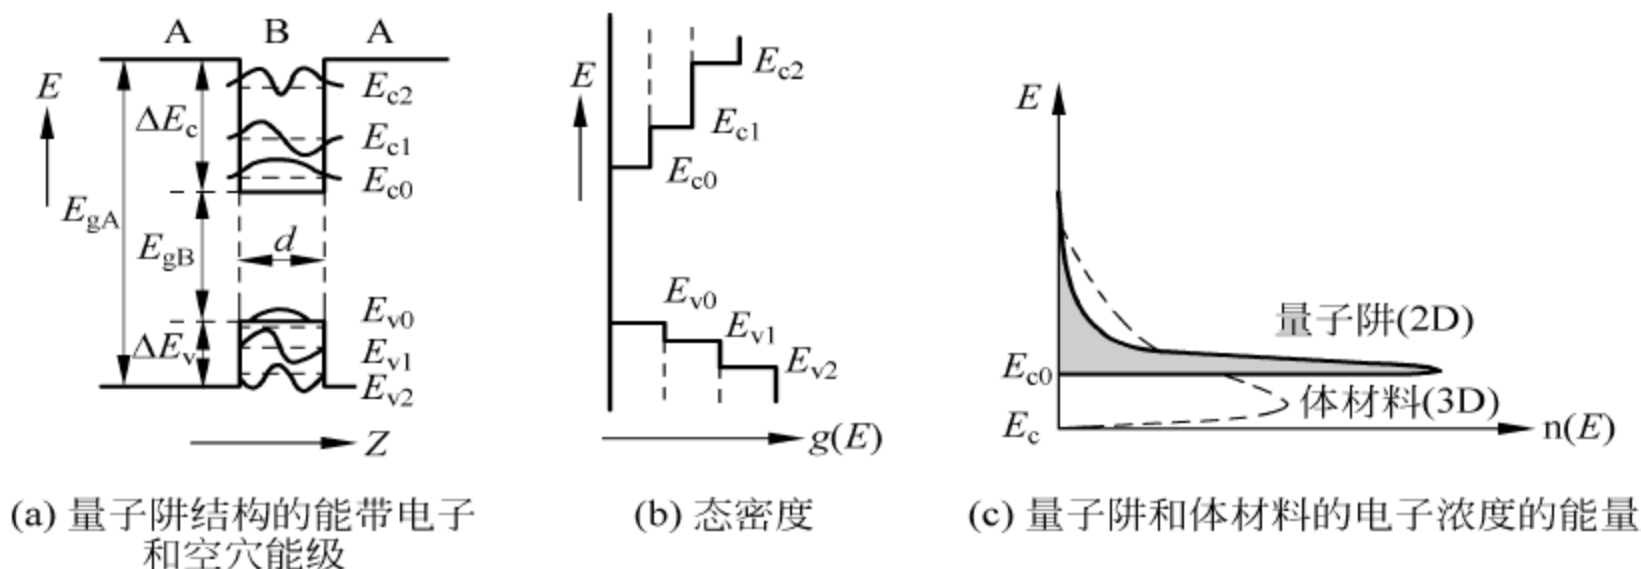 A B A
E
ΔEc
Ec2
Ec1
Ec0
EgA
EgB
d
Ev0
ΔEv
Ev1
Ev2
Z
(a) 量子阱结构的能带电子
和空穴能级
E
Ec2
Ec1
Ec0
Ev0
Ev1
Ev2
g(E)
(b) 态密度
E
量子阱(2D)
Ec0
体材料(3D)
Ec
n(E)
(c) 量子阱和体材料的电子浓度的能量